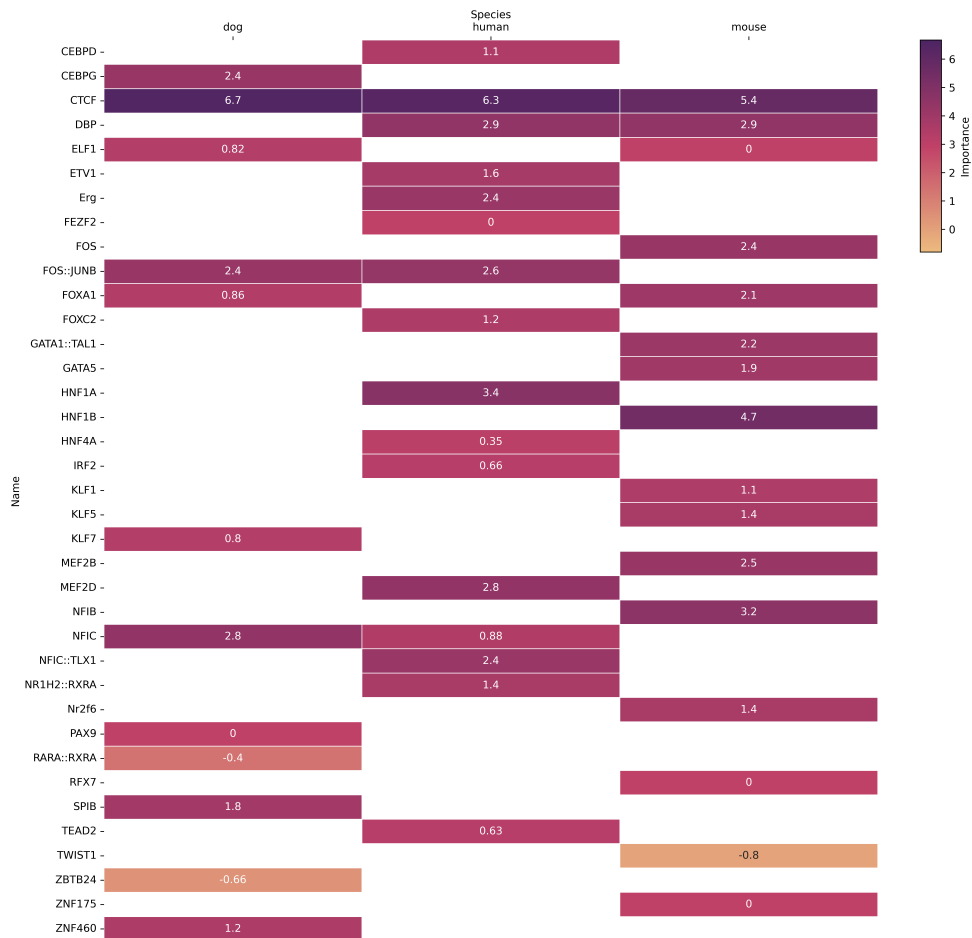 Species
dog human mouse
CEBPD 1.1
CEBPG 2.4
CTCF 6.7 6.3 5.4
DBP 2.9 2.9
ELF1 0.82 0
ETV1 1.6
Erg 2.4
FEZF2 0
FOS 2.4
FOS::JUNB 2.4 2.6
FOXA1 0.86 2.1
FOXC2 1.2
GATA1::TAL1 2.2
GATA5 1.9
HNF1A 3.4
HNF1B 4.7
HNF4A 0.35
IRF2 0.66
KLF1 1.1
KLF5 1.4
KLF7 0.8
MEF2B 2.5
MEF2D 2.8
NFIB 3.2
NFIC 2.8 0.88
NFIC::TLX1 2.4
NR1H2::RXRA 1.4
Nr2f6 1.4
PAX9 0
RARA::RXRA -0.4
RFX7 0
SPIB 1.8
TEAD2 0.63
TWIST1 -0.8
ZBTB24 -0.66
ZNF175 0
ZNF460 1.2
Name
6
5
4
3
2
1
0
Importance